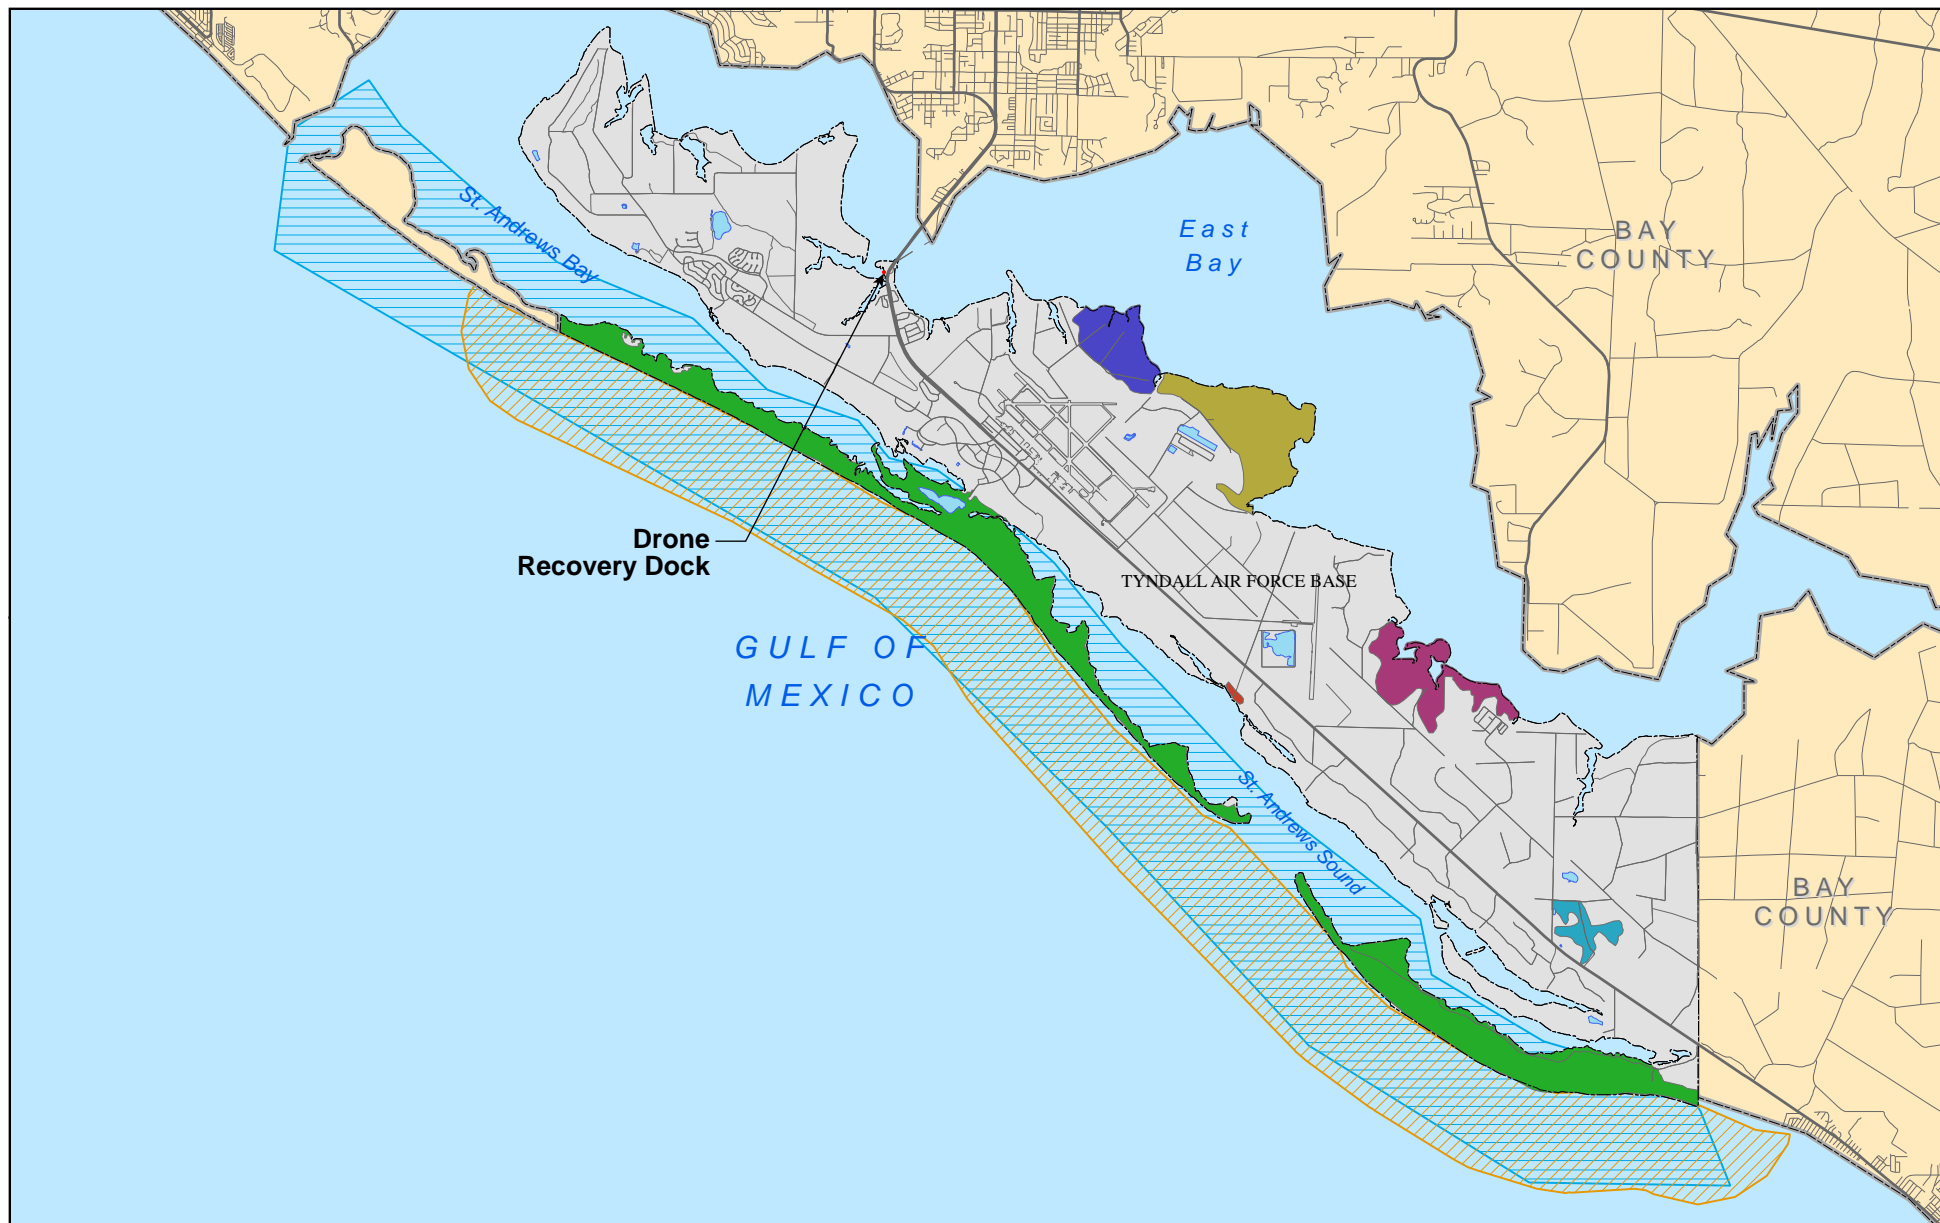 St. Andrews Bay
East
Bay
BAY
COUNTY
Drone
Recovery Dock
TYNDALL AIR FORCE BASE
GULF OF
MEXICO
St. Andrews Sound
BAY
COUNTY